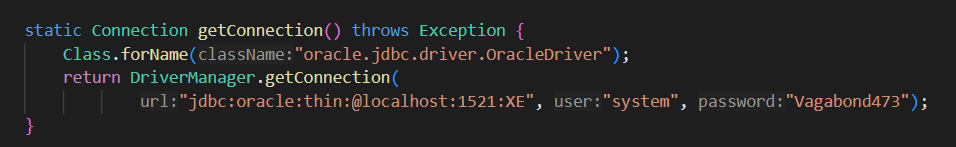 static Connection getConnection() throws Exception {
Class.forName(className:"oracle.jdbc.driver.OracleDriver");
return DriverManager.getConnection(
url:"jdbc:oracle:thin:@localhost:1521:XE", user:"system", password:"Vagabond473");
}